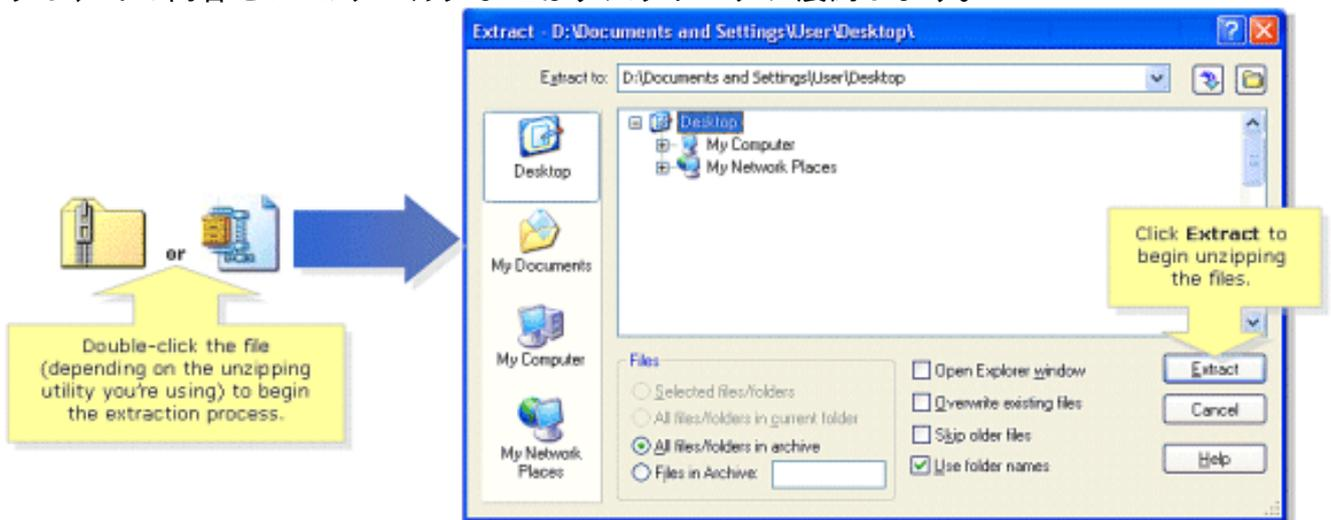 Extract - D:\Documents and Settings\User\Desktop\
Extract to:
D:\Documents and Settings\User\Desktop
Desktop
My Documents
My Computer
My Network
Places
Desktop
My Computer
My Network Places
or
Double-click the file
(depending on the unzipping
utility you're using) to begin
the extraction process.
Click Extract to
begin unzipping
the files.
Files
Selected files/folders
All files/folders in current folder
All files/folders in archive
Files in Archive:
Open Explorer window
Overwrite existing files
Skip older files
Use folder names
Extract
Cancel
Help